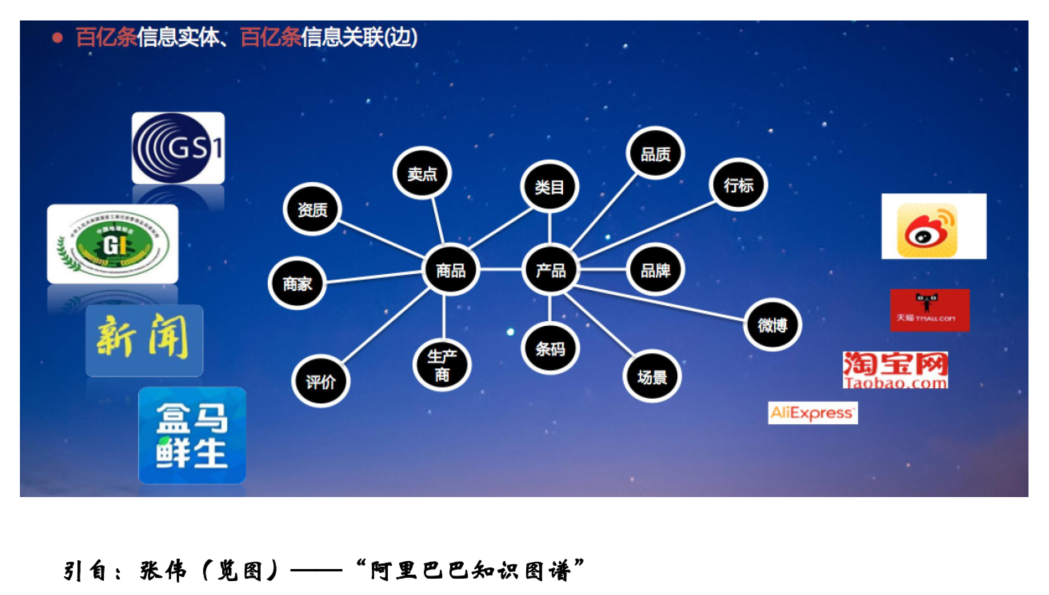 百亿条信息实体、百亿条信息关联(边)
GS1
GI
新闻
盒马
鲜生
卖点
类目
品质
行标
资质
商家
商品
产品
品牌
微博
评价
生产
商
条码
场景
天猫 TMALL.COM
淘宝网
Taobao.com
AliExpress
引自：张伟（览图）——“阿里巴巴知识图谱”